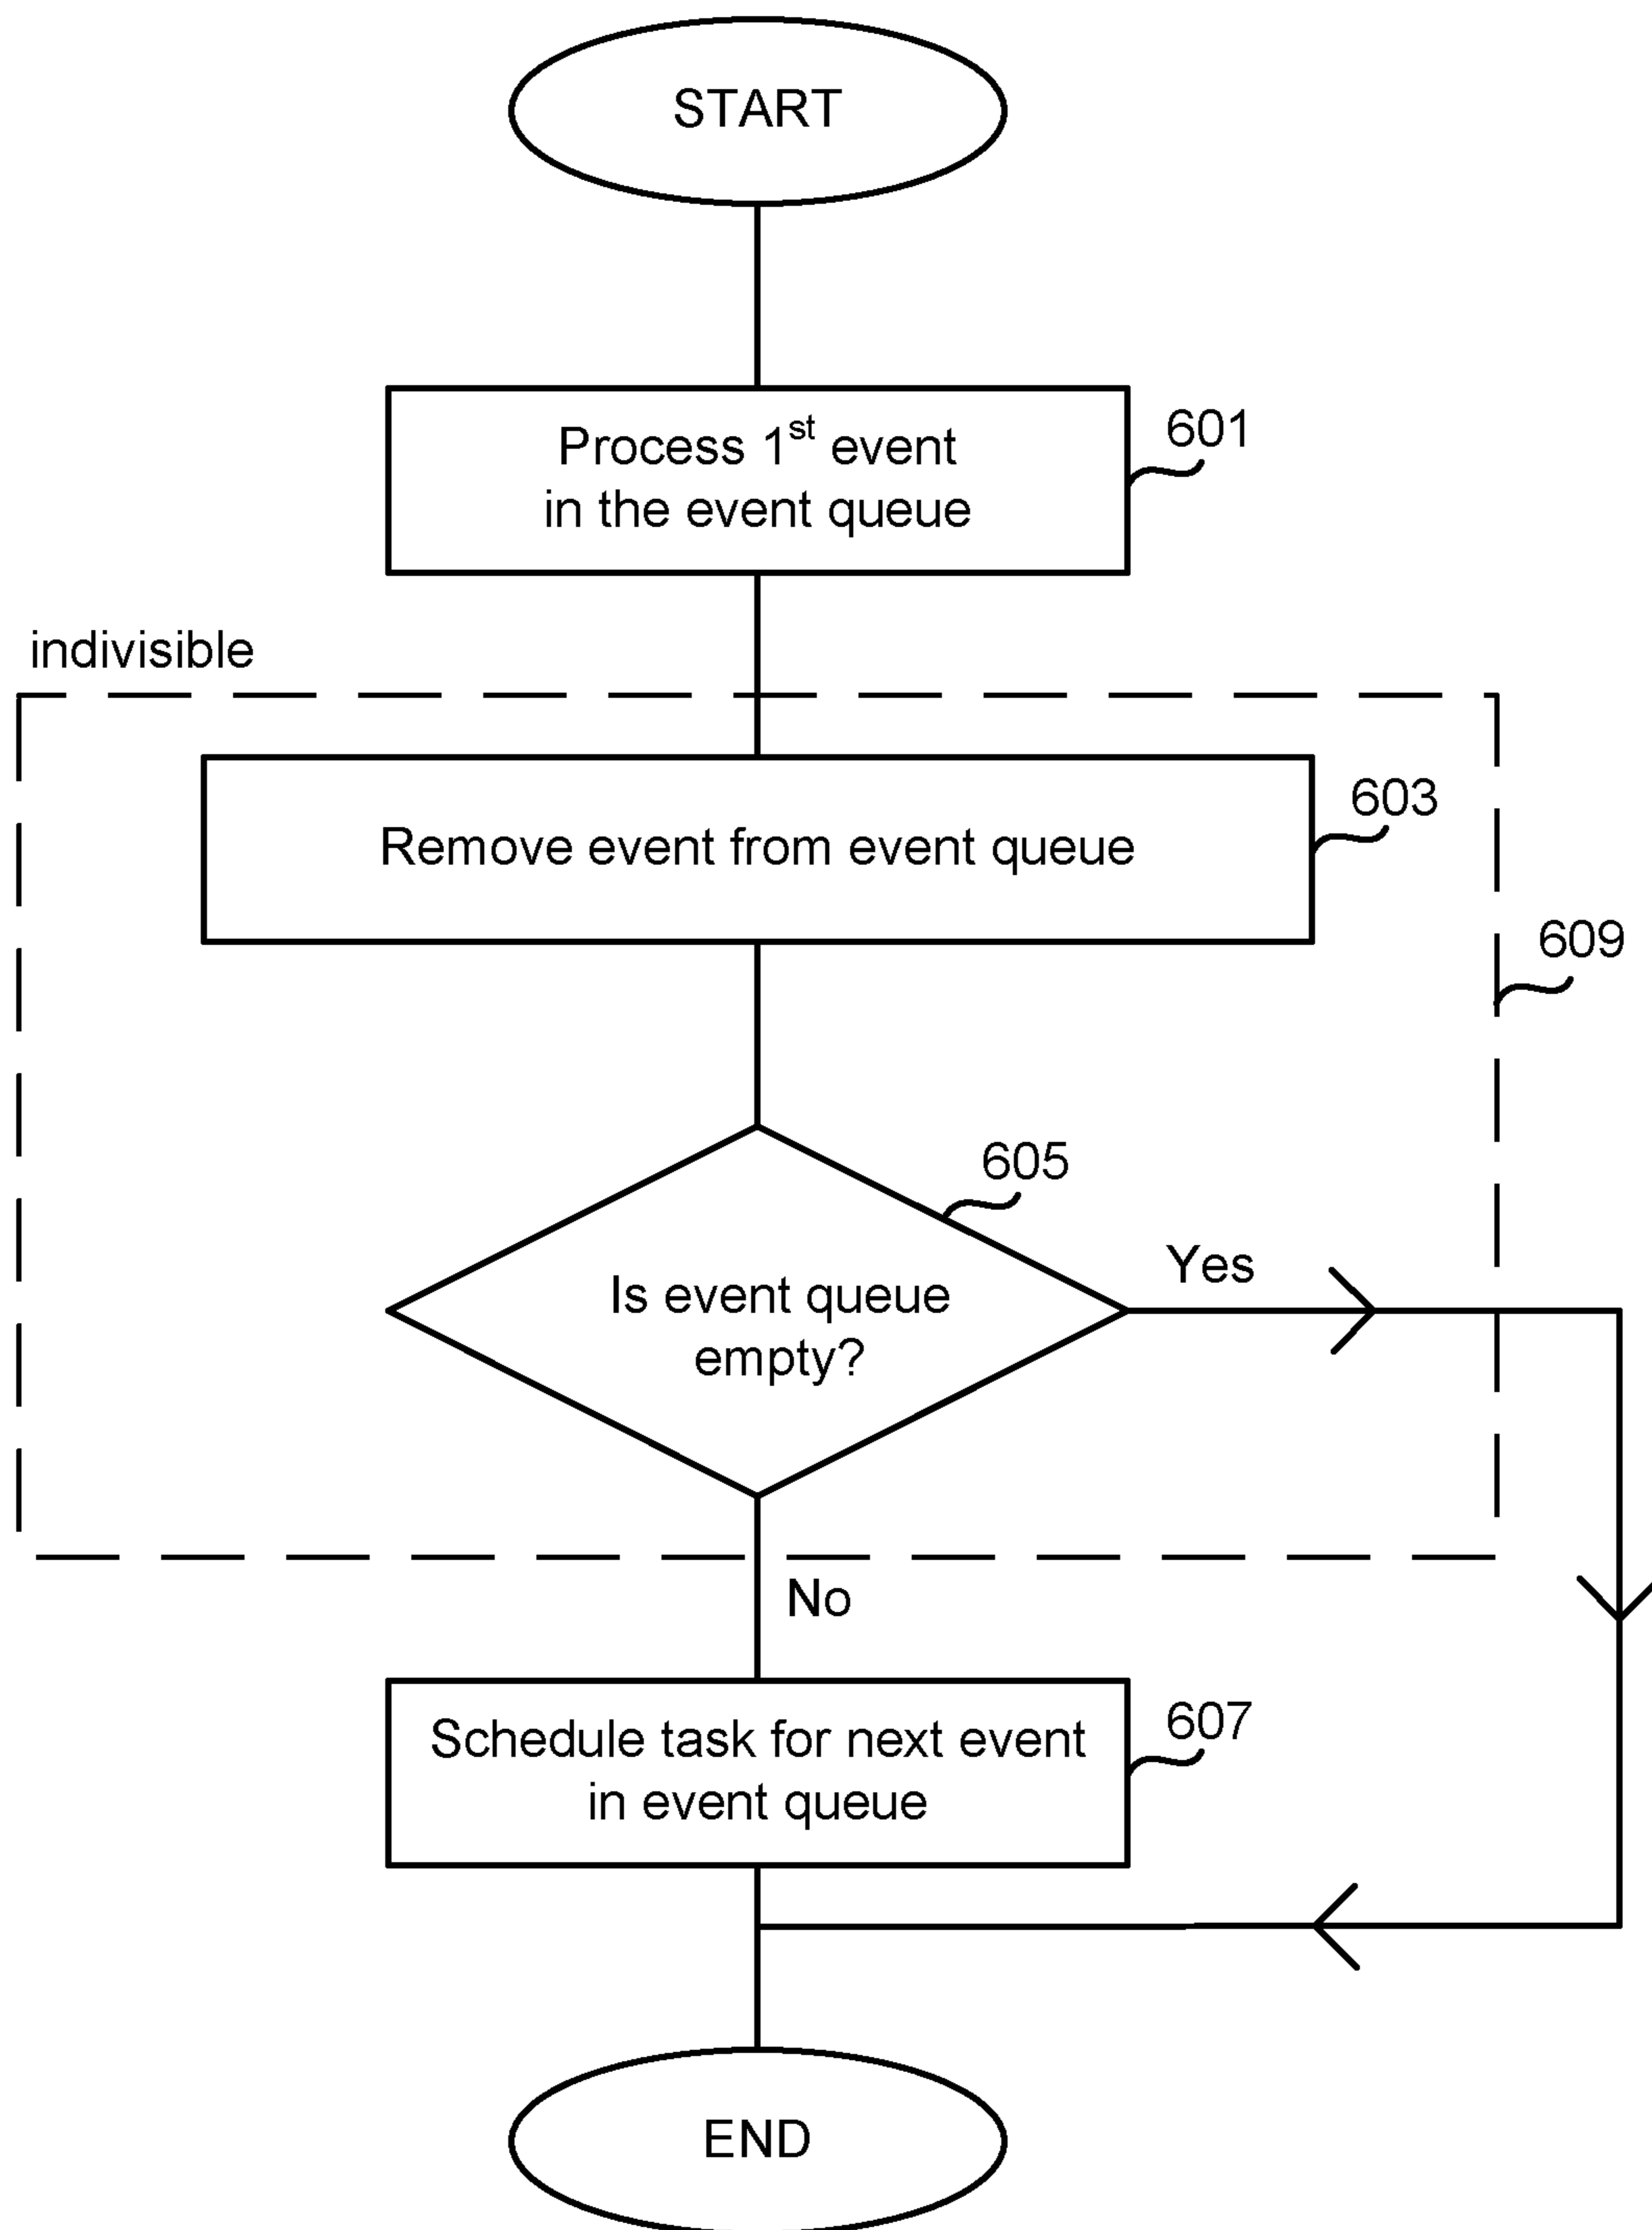 START
Process 1st event
in the event queue
601
indivisible
Remove event from event queue
603
609
605
Is event queue
empty?
Yes
No
Schedule task for next event
in event queue
607
END